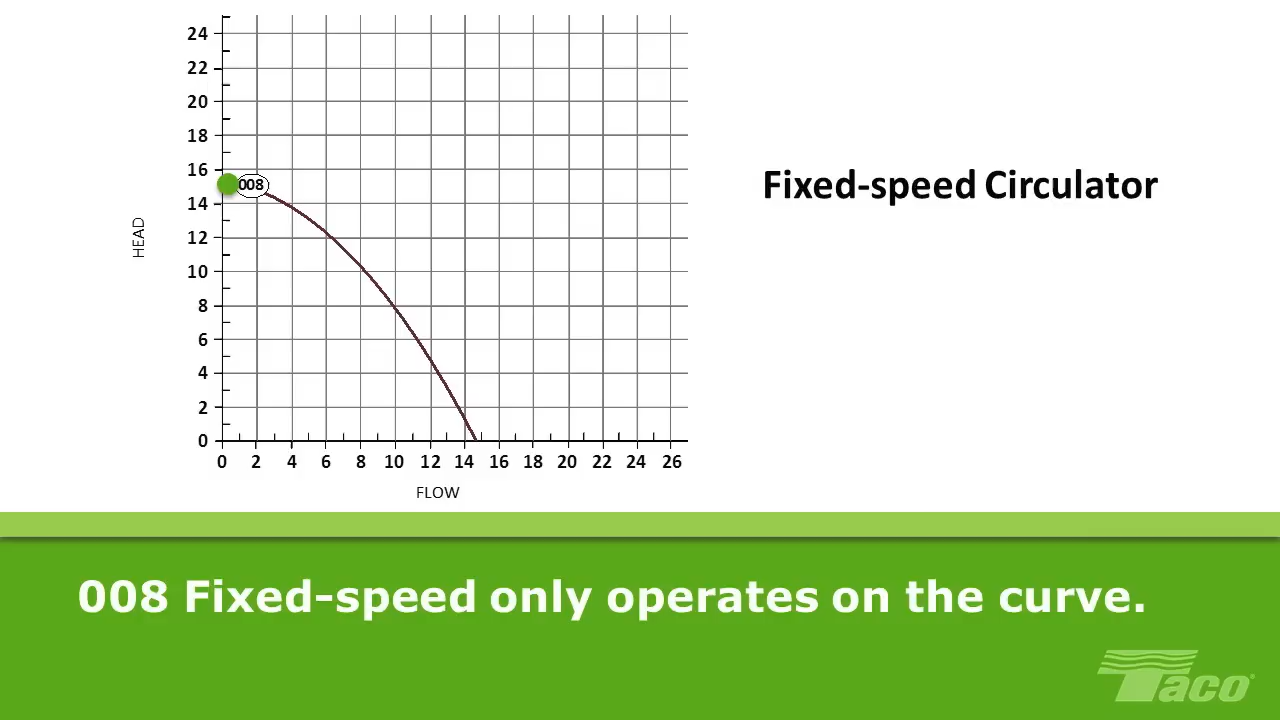 24
22
20
18
16
14
12
10
8
6
4
2
0
008
HEAD
0 2 4 6 8 10 12 14 16 18 20 22 24 26
FLOW
Fixed-speed Circulator
008 Fixed-speed only operates on the curve.
Taco